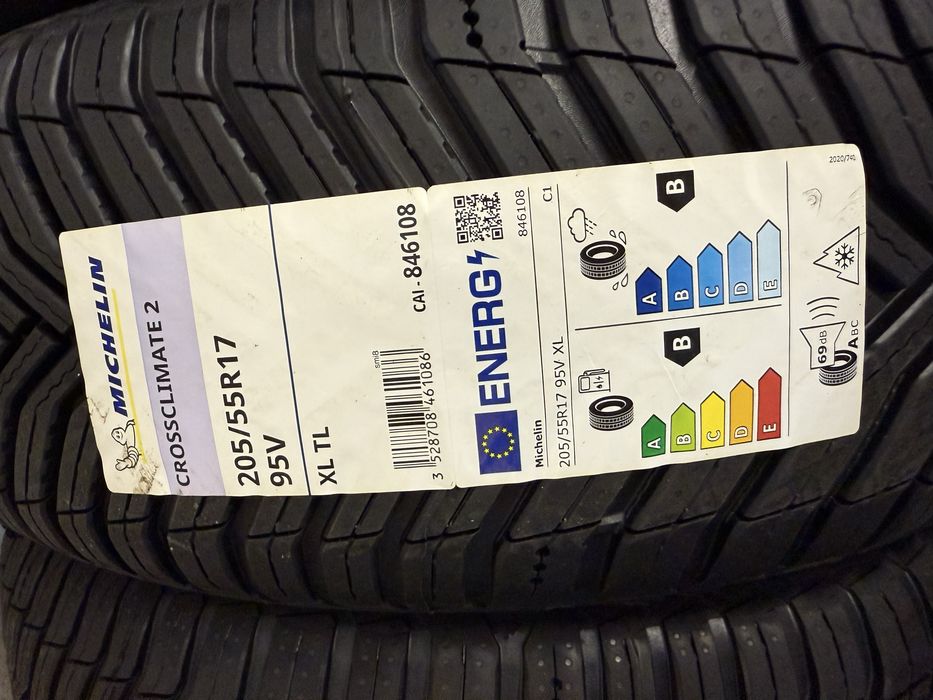 MICHELIN
CROSSCLIMATE 2
205/55R17
95V
XL TL
smi8
3 528708 461086
CAI - 846108
ENERG
846108
Michelin
C1
205/55R17 95V XL
A
B
C
D
E
B
A
B
C
D
E
B
69dB
ABC
2020/740